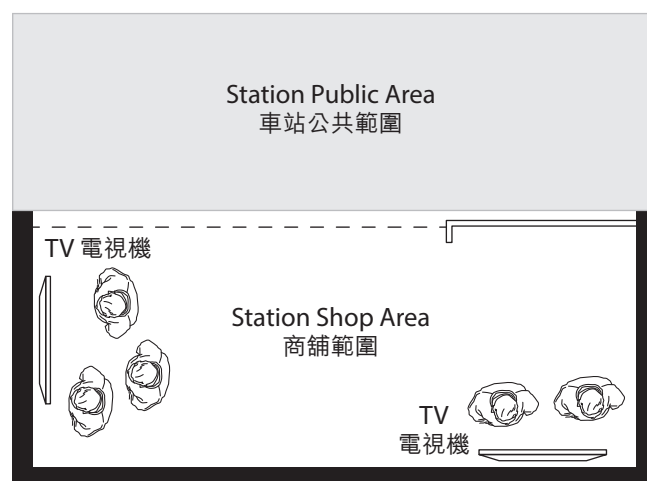 Station Public Area
車站公共範圍
TV 電視機
Station Shop Area
商舖範圍
TV
電視機